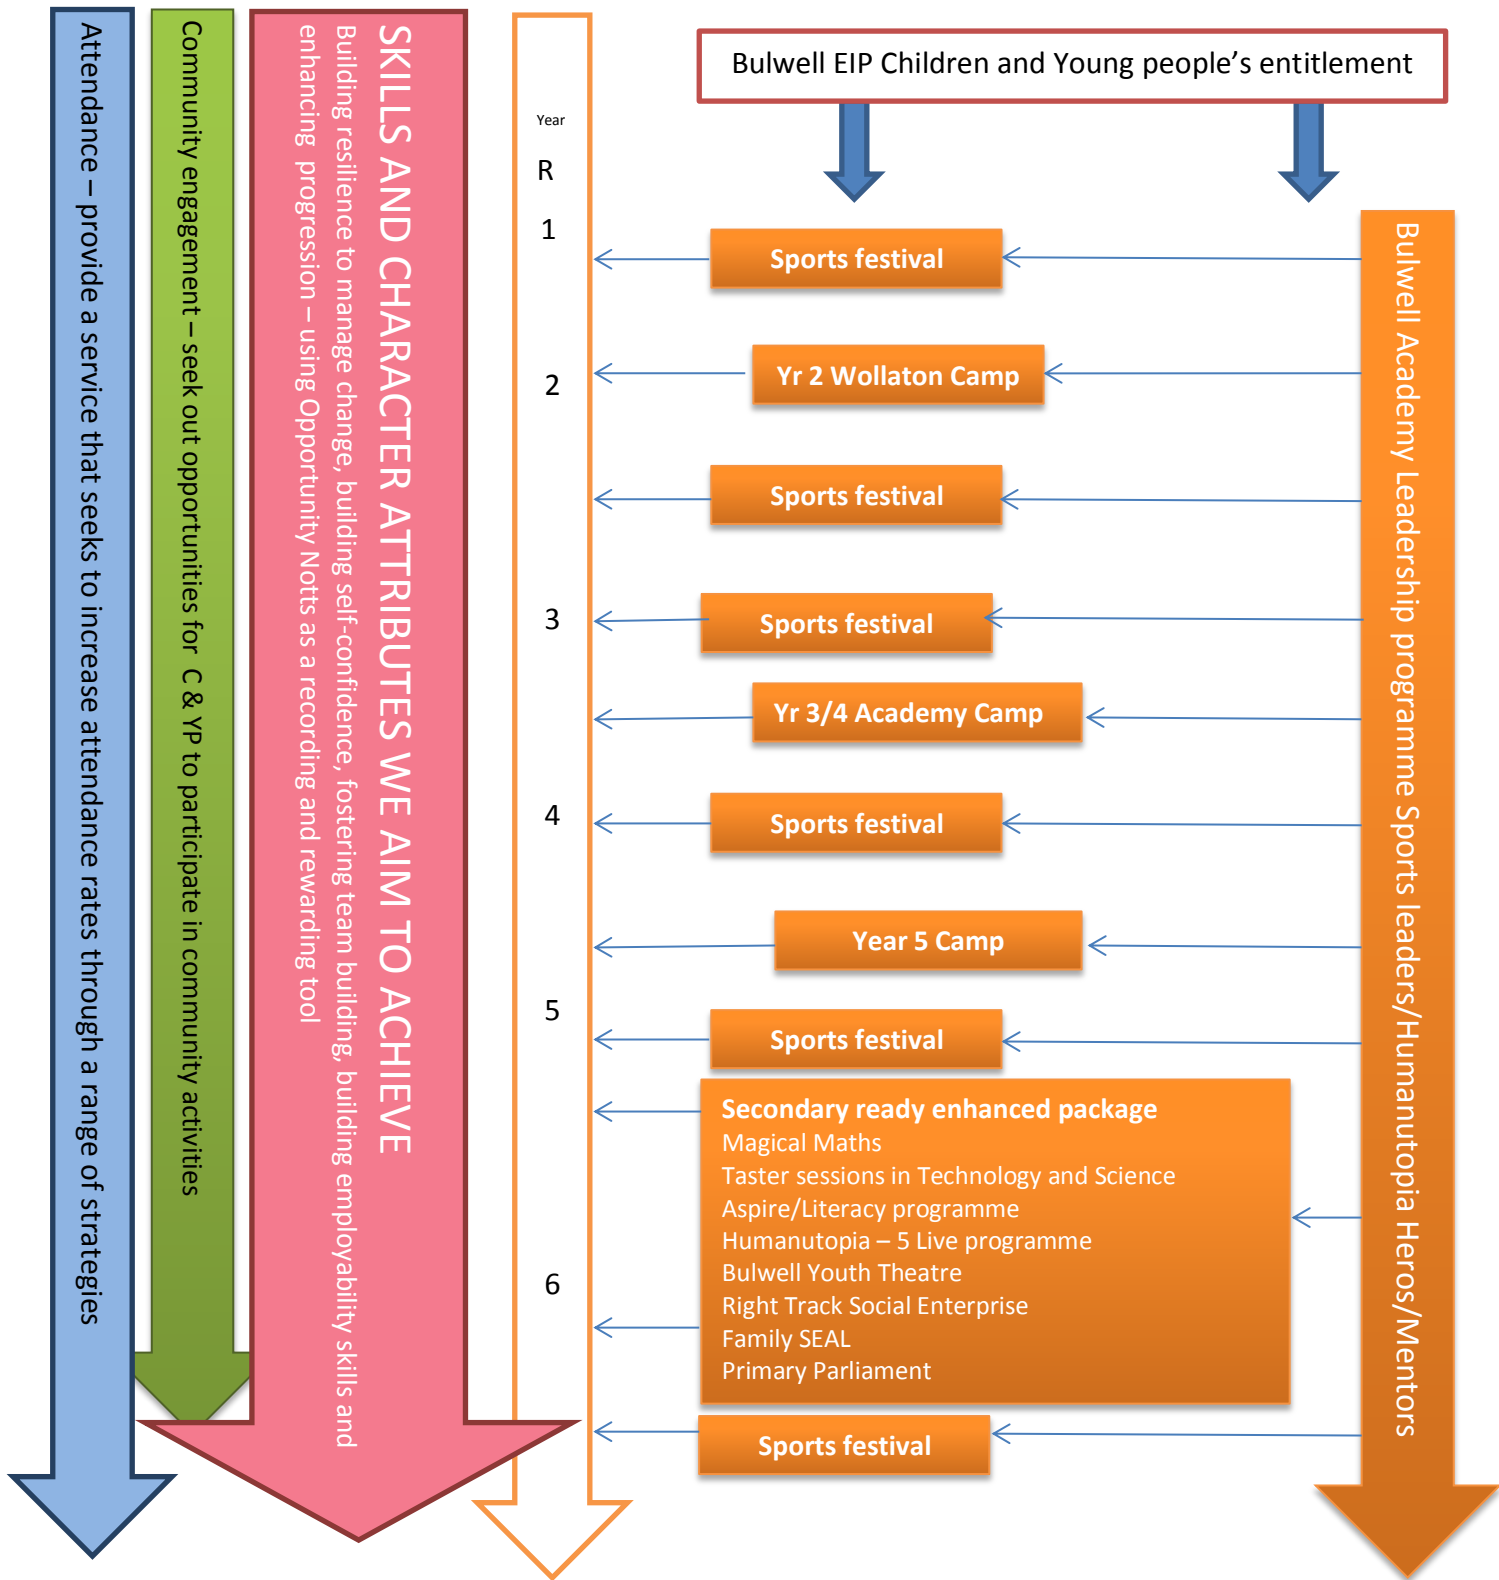 Attendance – provide a service that seeks to increase attendance rates through a range of strategies
Community engagement – seek out opportunities for C & YP to participate in community activities
SKILLS AND CHARACTER ATTRIBUTES WE AIM TO ACHIEVE
Building resilience to manage change, building self-confidence, fostering team building, building employability skills and
enhancing progression – using Opportunity Notts as a recording and rewarding tool
Year
R
1
2
3
4
5
6
Bulwell EIP Children and Young people’s entitlement
Sports festival
Yr 2 Wollaton Camp
Sports festival
Sports festival
Yr 3/4 Academy Camp
Sports festival
Year 5 Camp
Sports festival
Secondary ready enhanced package
Magical Maths
Taster sessions in Technology and Science
Aspire/Literacy programme
Humanutopia – 5 Live programme
Bulwell Youth Theatre
Right Track Social Enterprise
Family SEAL
Primary Parliament
Sports festival
Bulwell Academy Leadership programme Sports leaders/Humanutopia Heros/Mentors